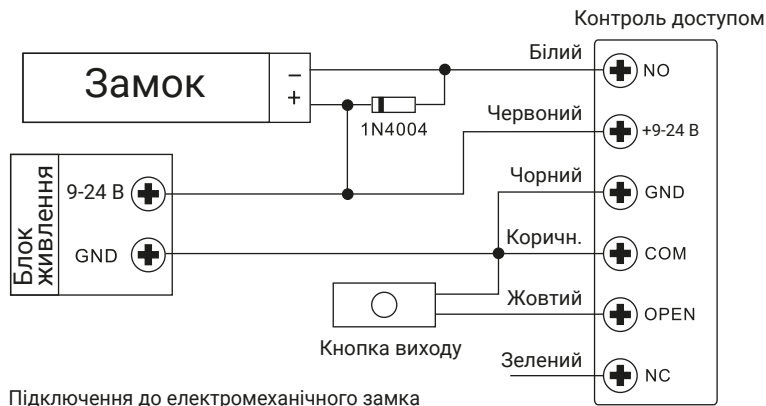 Контроль доступом
Замок
−
+
1N4004
Білий
NO
Червоний
+9-24 В
Чорний
GND
Коричн.
COM
Жовтий
OPEN
Зелений
NC
Блок
живлення
9-24 В
GND
Кнопка виходу
Підключення до електромеханічного замка